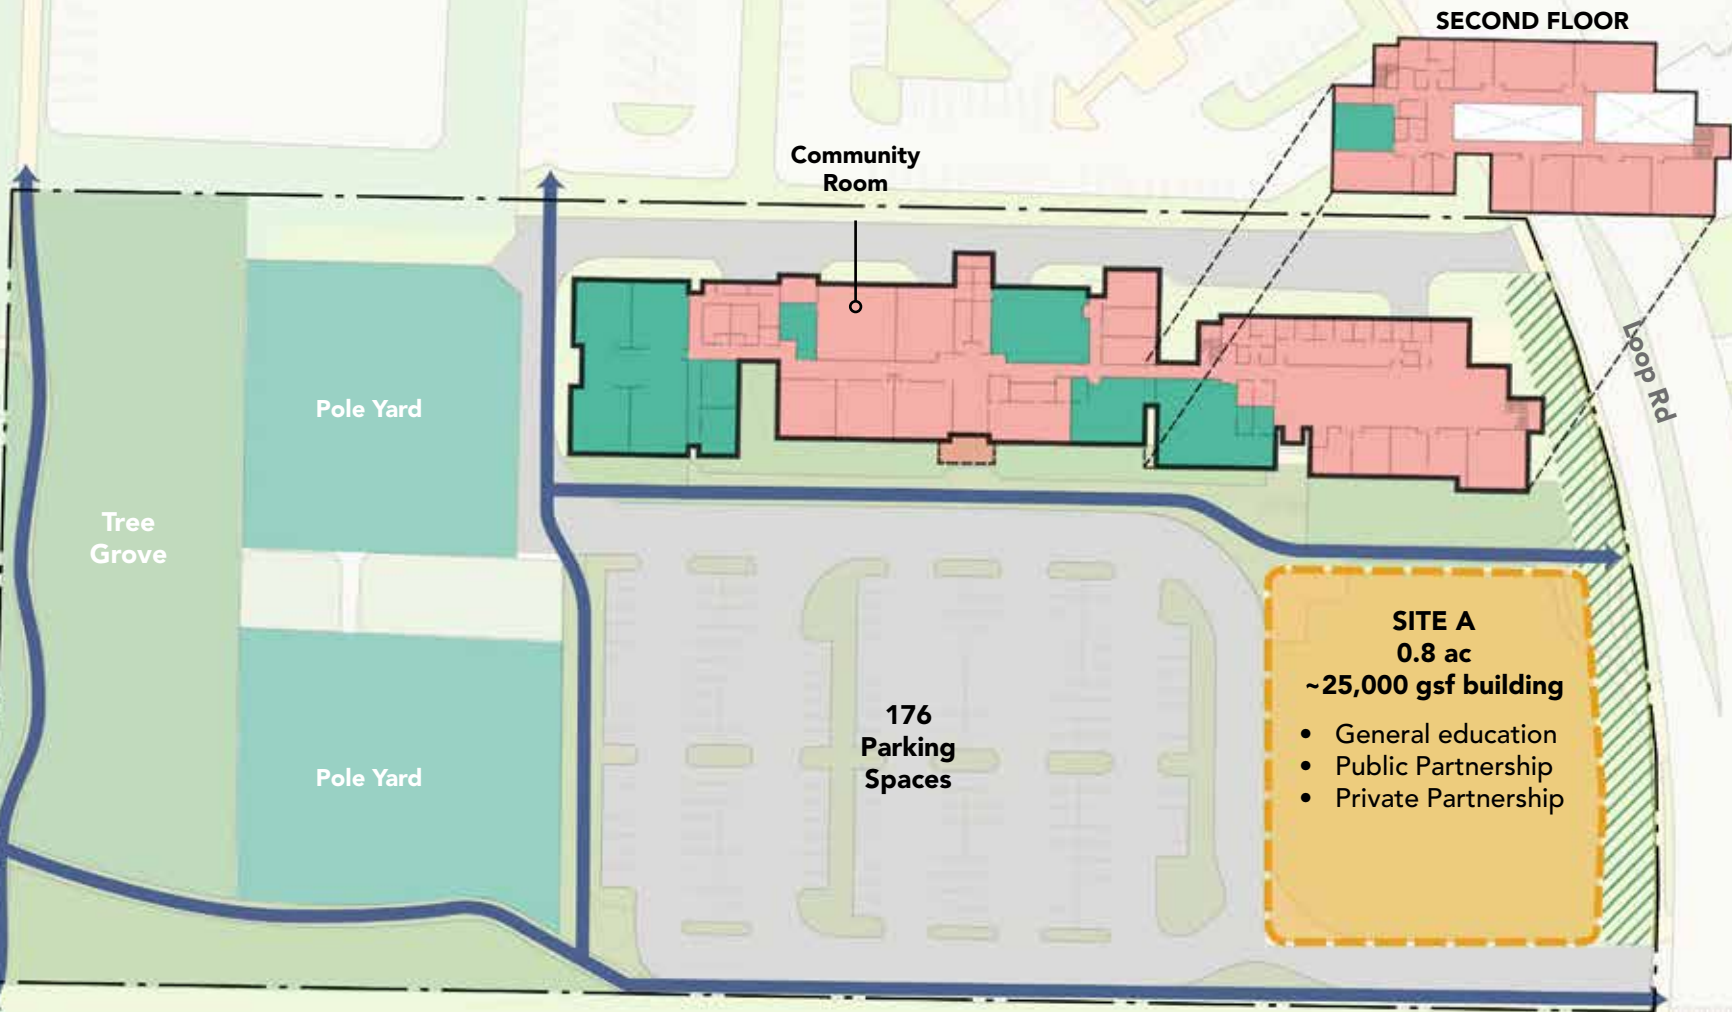 SECOND FLOOR
Community
Room
Loop Rd
Pole Yard
Tree
Grove
SITE A
0.8 ac
~25,000 gsf building
• General education
• Public Partnership
• Private Partnership
176
Parking
Spaces
Pole Yard